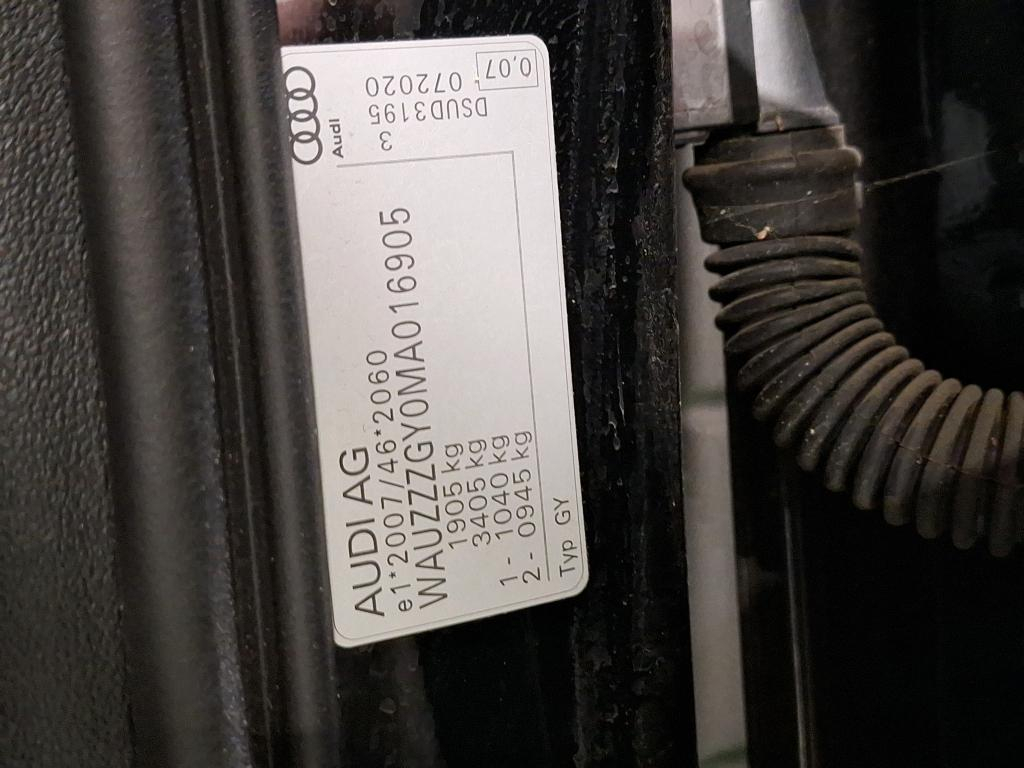 AUDI AG
e1*2007/46*2060
WAUZZZGY0MA016905
1905 kg
3405 kg
1 - 1040 kg
2 - 0945 kg
Typ GY
Audi
3
072020
DSUD3195
0,07